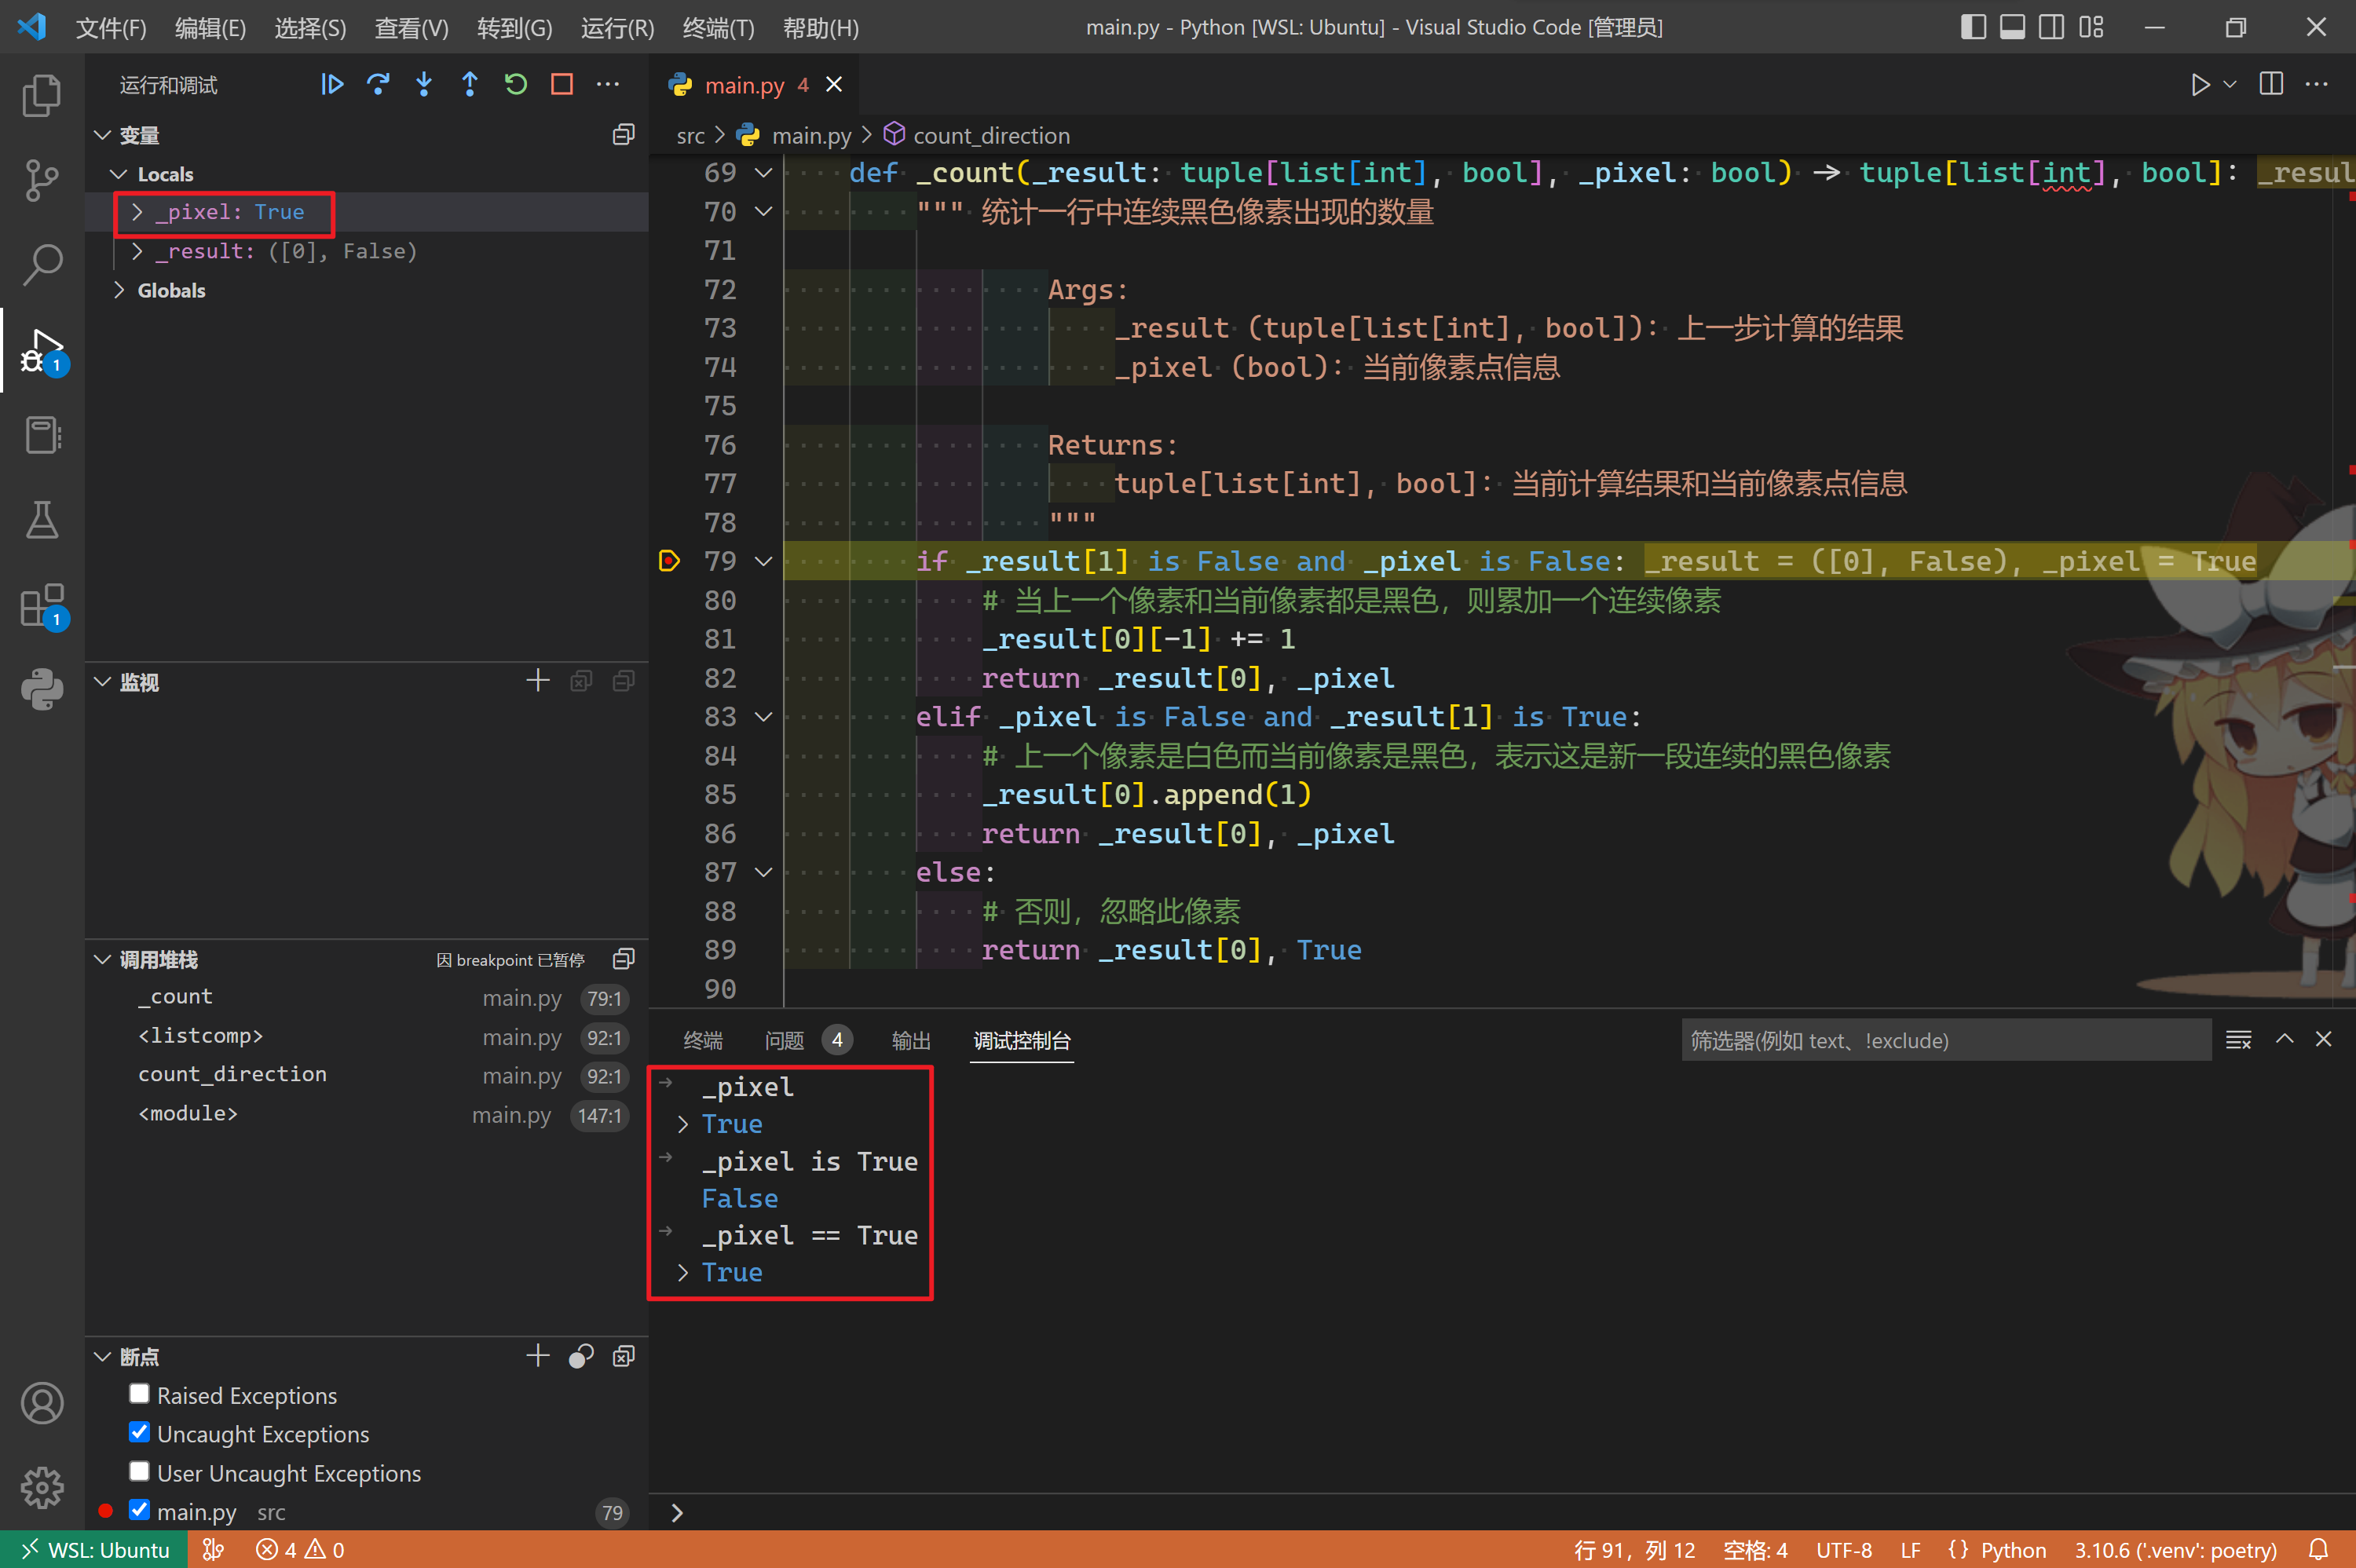 文件(F) 编辑(E) 选择(S) 查看(V) 转到(G) 运行(R) 终端(T) 帮助(H) main.py - Python [WSL: Ubuntu] - Visual Studio Code [管理员]
运行和调试
main.py 4
变量
src > main.py > count_direction
Locals
_pixel: True
_result: ([0], False)
Globals
69 def _count(_result: tuple[list[int], bool], _pixel: bool) -> tuple[list[int], bool]: _resul
70 """ 统计一行中连续黑色像素出现的数量
71
72 Args:
73 _result (tuple[list[int], bool]): 上一步计算的结果
74 _pixel (bool): 当前像素点信息
75
76 Returns:
77 tuple[list[int], bool]: 当前计算结果和当前像素点信息
78 """
79 if _result[1] is False and _pixel is False: _result = ([0], False), _pixel = True
80 # 当上一个像素和当前像素都是黑色，则累加一个连续像素
81 _result[0][-1] += 1
82 return _result[0], _pixel
83 elif _pixel is False and _result[1] is True:
84 # 上一个像素是白色而当前像素是黑色，表示这是新一段连续的黑色像素
85 _result[0].append(1)
86 return _result[0], _pixel
87 else:
88 # 否则，忽略此像素
89 return _result[0], True
90
1
1
监视
调用堆栈 因 breakpoint 已暂停
_count main.py 79:1
<listcomp> main.py 92:1
count_direction main.py 92:1
<module> main.py 147:1
终端 问题 4 输出 调试控制台 筛选器(例如 text、!exclude)
_pixel
True
_pixel is True
False
_pixel == True
True
断点
Raised Exceptions
Uncaught Exceptions
User Uncaught Exceptions
main.py src 79
WSL: Ubuntu 4 0 行 91，列 12 空格: 4 UTF-8 LF {} Python 3.10.6 ('.venv': poetry)